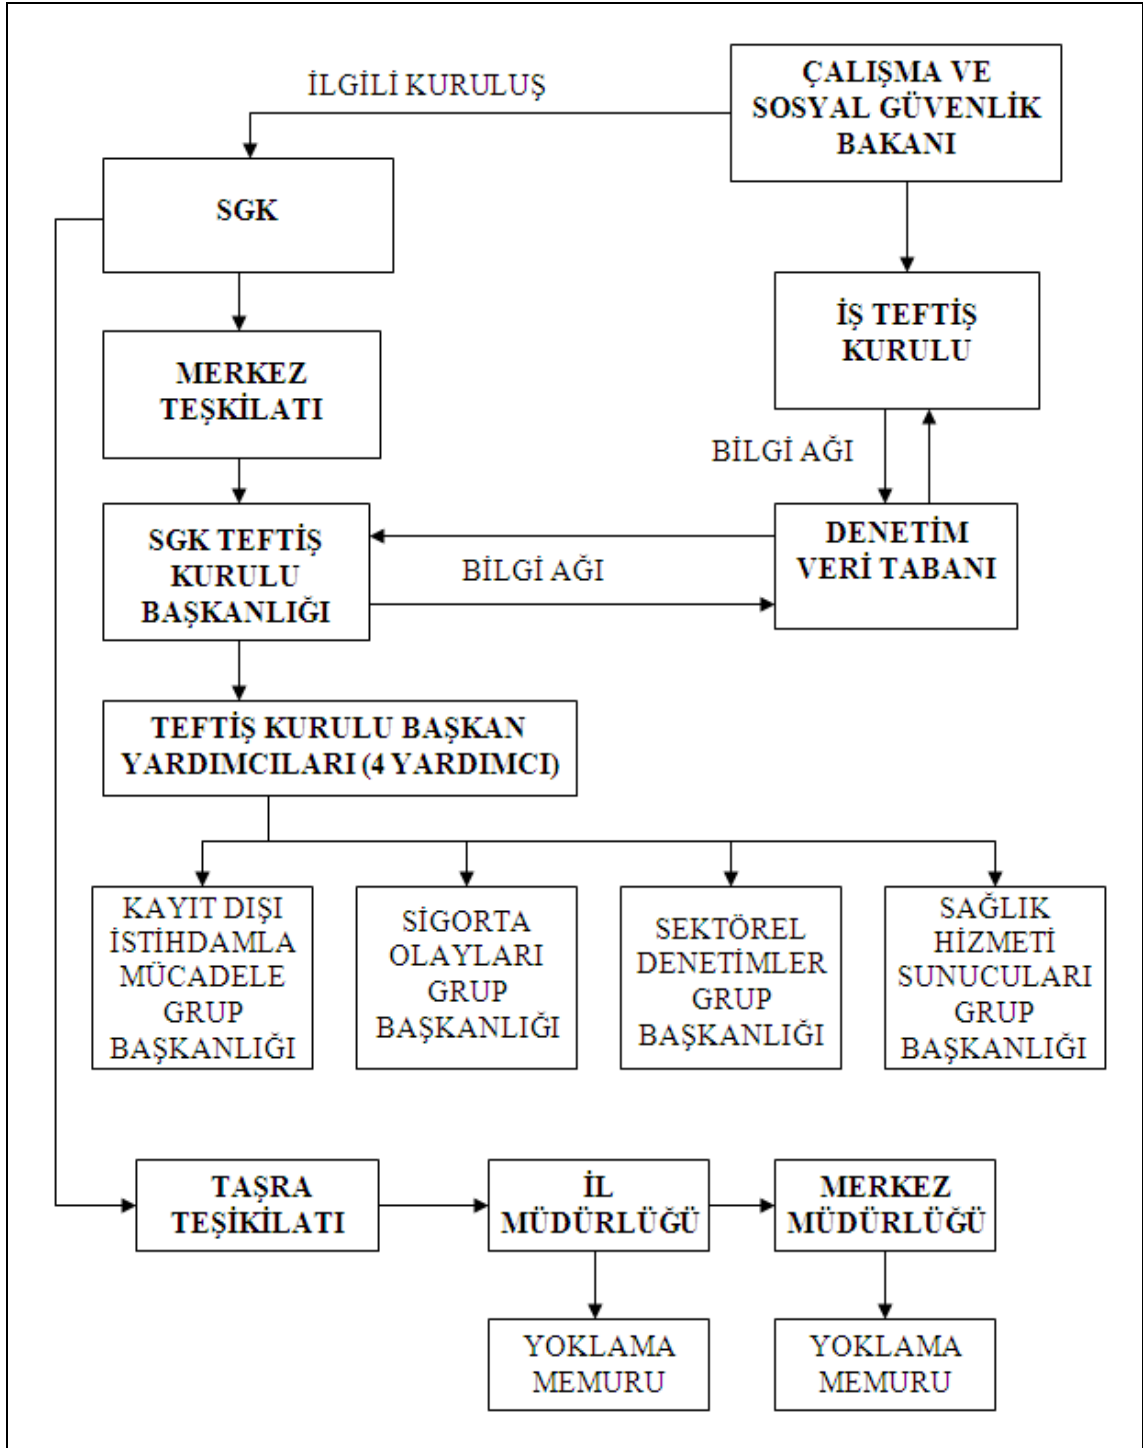 İLGİLİ KURULUŞ
ÇALIŞMA VE
SOSYAL GÜVENLİK
BAKANI
SGK
İŞ TEFTİŞ
KURULU
MERKEZ
TEŞKİLATI
BİLGİ AĞI
SGK TEFTİŞ
KURULU
BAŞKANLIĞI
BİLGİ AĞI
DENETİM
VERİ TABANI
TEFTİŞ KURULU BAŞKAN
YARDIMCILARI (4 YARDIMCI)
KAYIT DIŞI
İSTİHDAMLA
MÜCADELE
GRUP
BAŞKANLIĞI
SİGORTA
OLAYLARI
GRUP
BAŞKANLIĞI
SEKTÖREL
DENETİMLER
GRUP
BAŞKANLIĞI
SAĞLIK
HİZMETİ
SUNUCULARI
GRUP
BAŞKANLIĞI
TAŞRA
TEŞİKİLATI
İL
MÜDÜRLÜĞÜ
MERKEZ
MÜDÜRLÜĞÜ
YOKLAMA
MEMURU
YOKLAMA
MEMURU